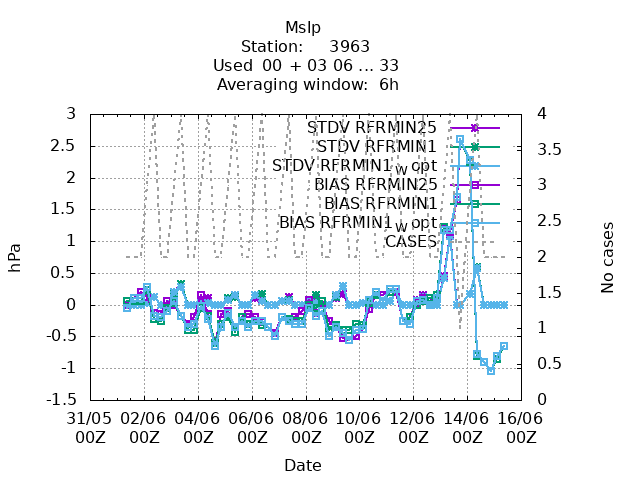 Mslp
Station: 3963
Used 00 + 03 06 ... 33
Averaging window: 6h
3
2.5
2
1.5
1
0.5
0
-0.5
-1
-1.5
hPa
4
3.5
3
2.5
2
1.5
1
0.5
0
No cases
STDV RFRMIN25
STDV RFRMIN1
STDV RFRMIN1_w opt
BIAS RFRMIN25
BIAS RFRMIN1
BIAS RFRMIN1_w opt
CASES
31/05 02/06 04/06 06/06 08/06 10/06 12/06 14/06 16/06
00Z 00Z 00Z 00Z 00Z 00Z 00Z 00Z 00Z
Date